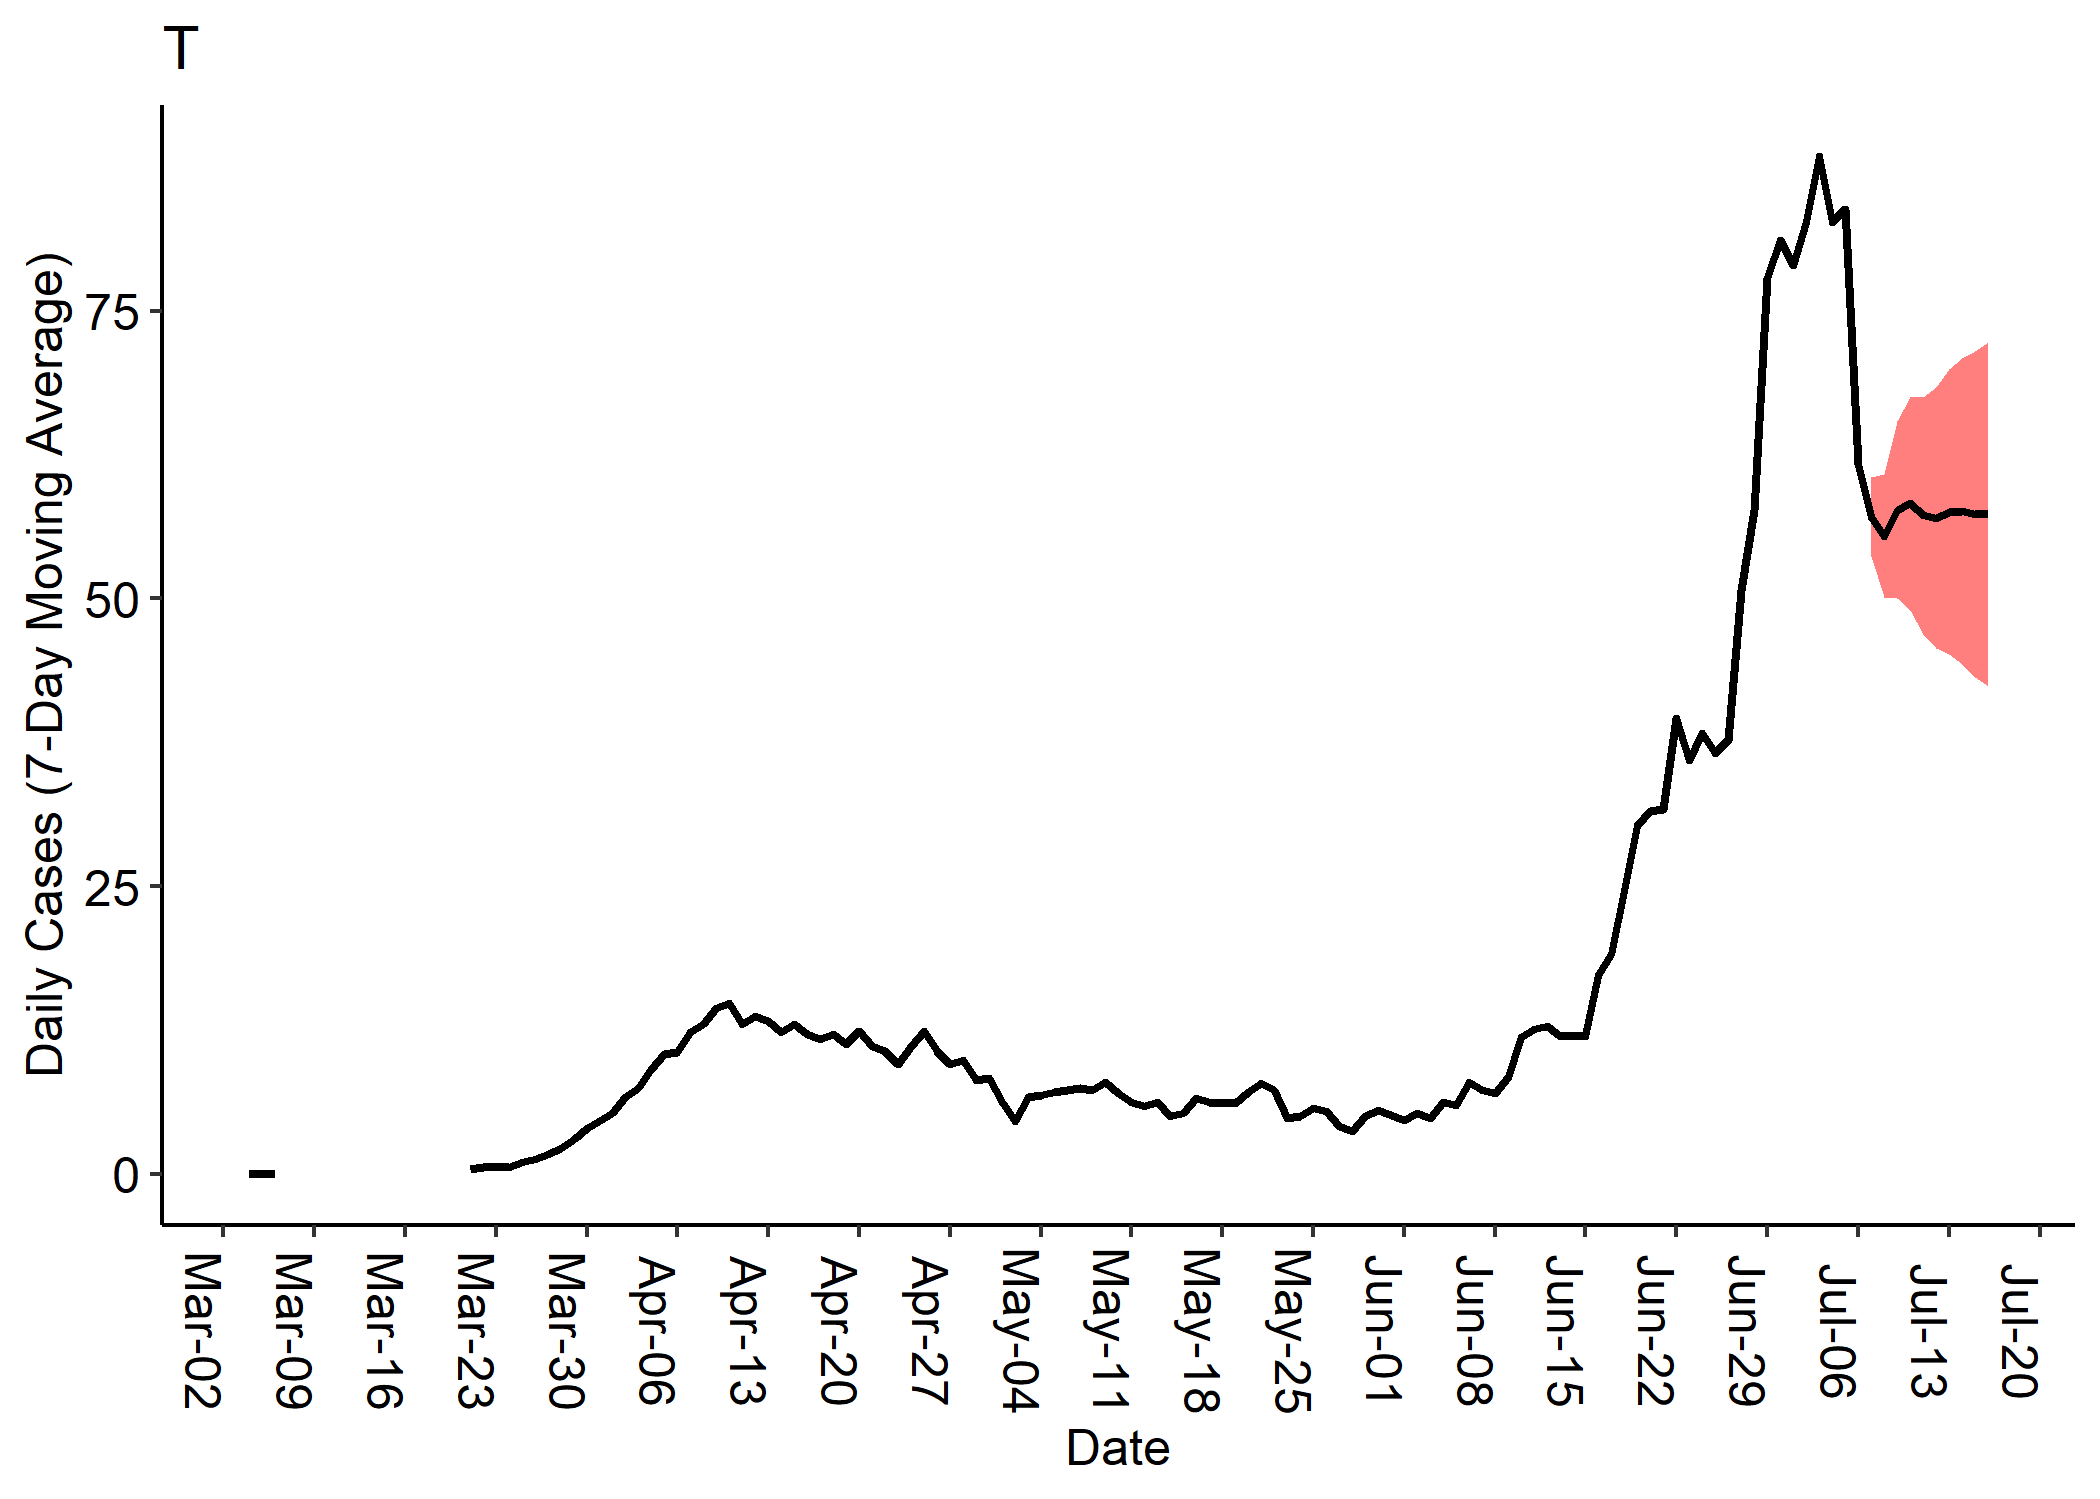 T
Daily Cases (7-Day Moving Average)
75
50
25
0
Mar-02
Mar-09
Mar-16
Mar-23
Mar-30
Apr-06
Apr-13
Apr-20
Apr-27
May-04
May-11
May-18
May-25
Jun-01
Jun-08
Jun-15
Jun-22
Jun-29
Jul-06
Jul-13
Jul-20
Date